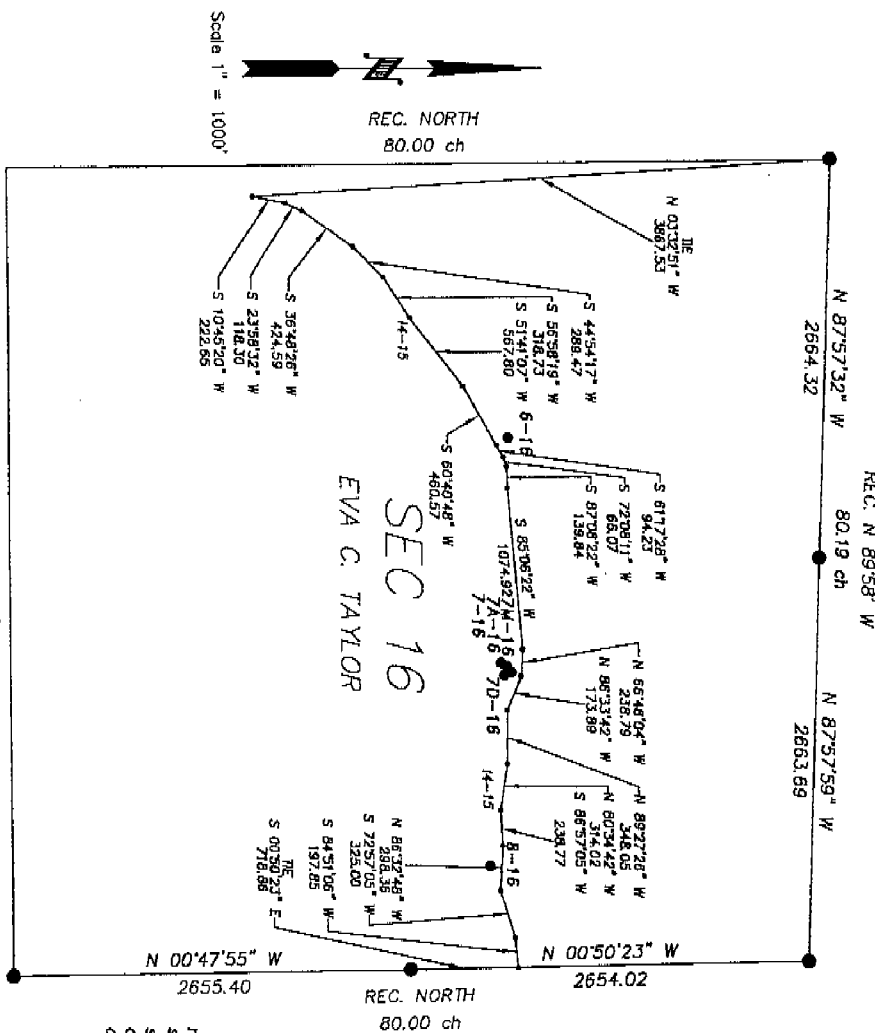 Scale 1" = 1000'
REC. NORTH
80.00 ch
REC. N 89°58' W
80.19 ch
N 87°57'32" W
2664.32
N 87°57'59" W
2663.69
TIE
N 03°32'51" W
3867.53
S 44°54'17" W
289.47
S 56°58'19" W
318.73
S 51°41'07" W
567.80
6-16
S 61°17'28" W
94.23
S 72°08'11" W
66.07
S 87°08'22" W
139.84
S 85°06'22" W
1074.92
7M-16
7A-16
7-16
7D-16
N 66°48'04" W
238.79
N 86°33'42" W
173.89
N 89°27'28" W
348.05
N 80°34'42" W
314.02
S 86°57'05" W
238.77
14-15
S 36°48'26" W
424.59
S 23°58'32" W
118.30
S 10°45'20" W
222.65
S 60°40'48" W
460.57
SEC 16
EVA C. TAYLOR
14-15
8-16
N 86°32'48" W
298.36
S 72°57'05" W
325.00
S 84°51'06" W
197.85
TIE
S 00°50'23" E
718.86
N 00°47'55" W
2655.40
N 00°50'23" W
2654.02
REC. NORTH
80.00 ch